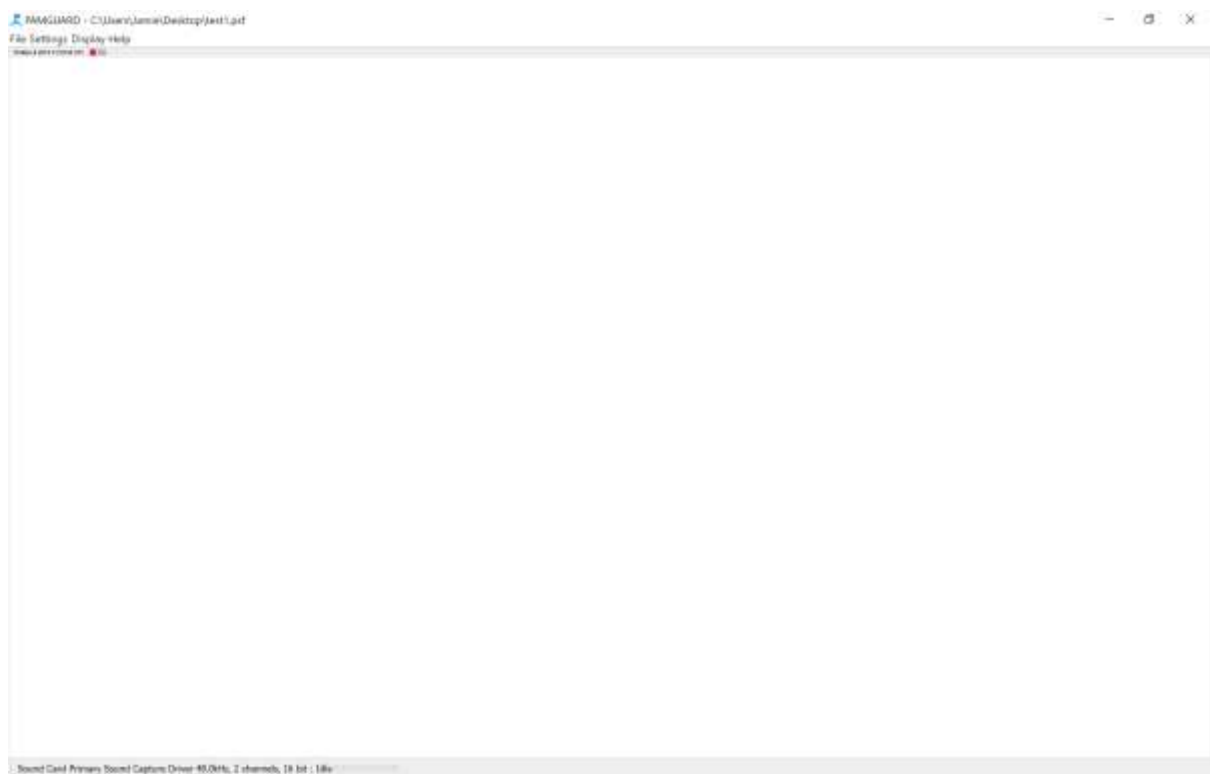 PAMGUARD - C:\Users\Jamie\Desktop\test1.psf
File Settings Display Help
Sound Card Primary Sound Capture Driver 48.0kHz, 2 channels, 16 bit : Idle